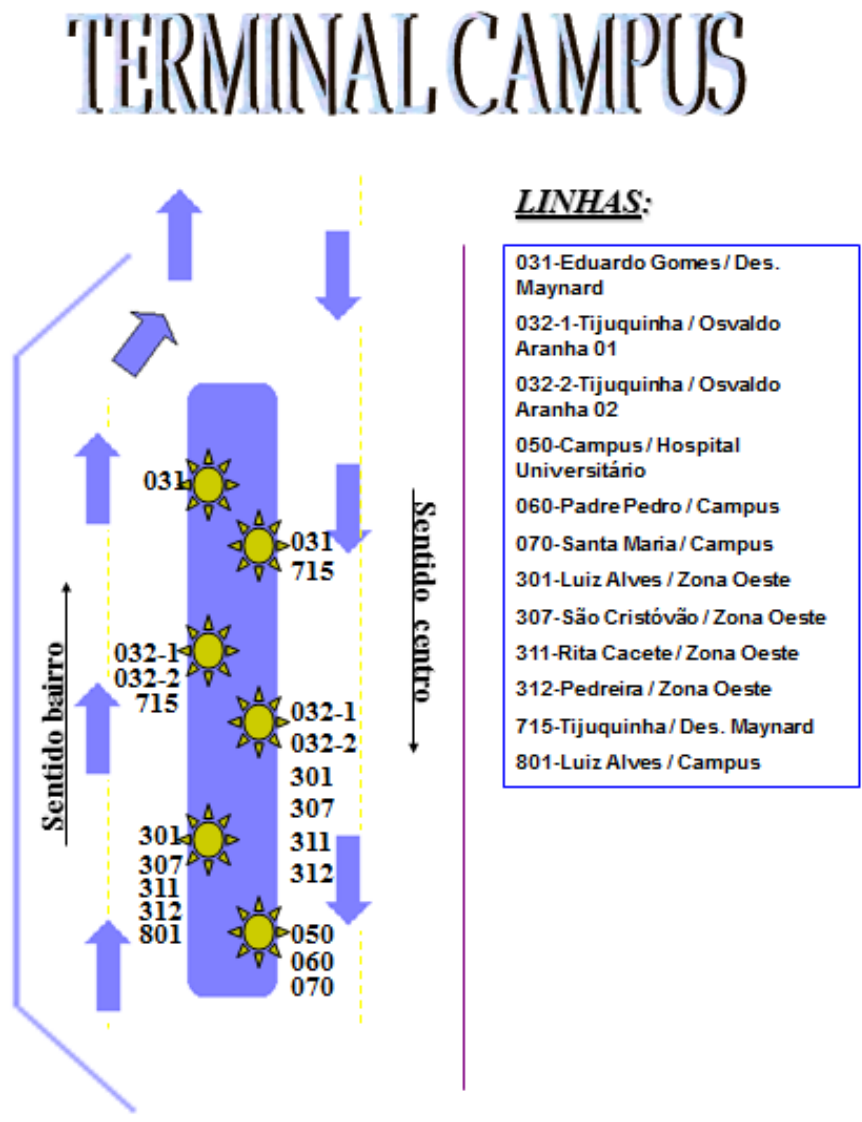 TERMINAL CAMPUS
LINHAS:
031-Eduardo Gomes / Des.
Maynard
032-1-Tijuquinha / Osvaldo
Aranha 01
032-2-Tijuquinha / Osvaldo
Aranha 02
050-Campus / Hospital
Universitário
060-Padre Pedro / Campus
070-Santa Maria / Campus
301-Luiz Alves / Zona Oeste
307-São Cristóvão / Zona Oeste
311-Rita Cacete / Zona Oeste
312-Pedreira / Zona Oeste
715-Tijuquinha / Des. Maynard
801-Luiz Alves / Campus
Sentido bairro
031
032-1
032-2
715
301
307
311
312
801
031
715
032-1
032-2
301
307
311
312
050
060
070
Sentido centro